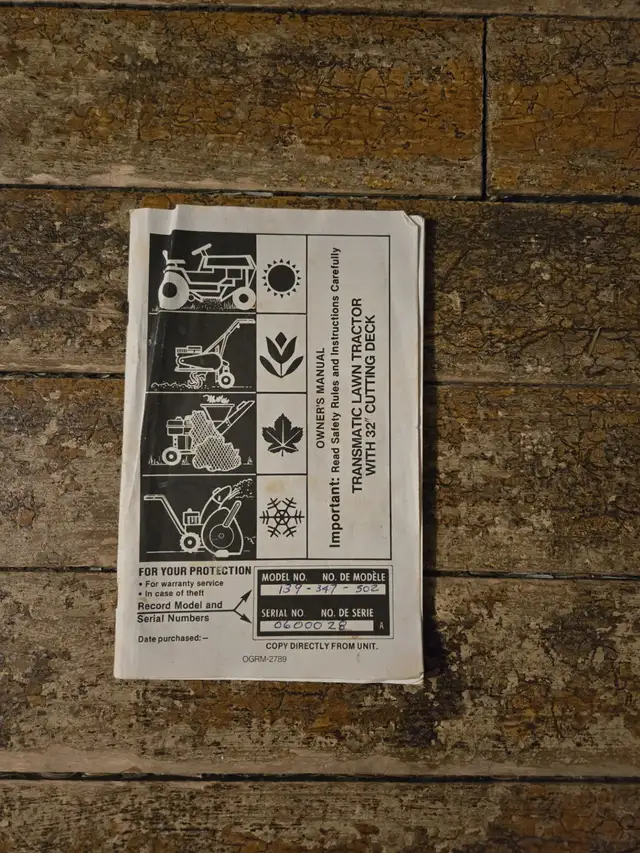 OWNER'S MANUAL
Important: Read Safety Rules and Instructions Carefully
TRANSMATIC LAWN TRACTOR
WITH 32" CUTTING DECK
FOR YOUR PROTECTION
• For warranty service
• In case of theft
Record Model and
Serial Numbers
Date purchased:–
MODEL NO. NO. DE MODÈLE
139-347-502
SERIAL NO. NO. DE SERIE
0600028 A
COPY DIRECTLY FROM UNIT.
OGRM-2789